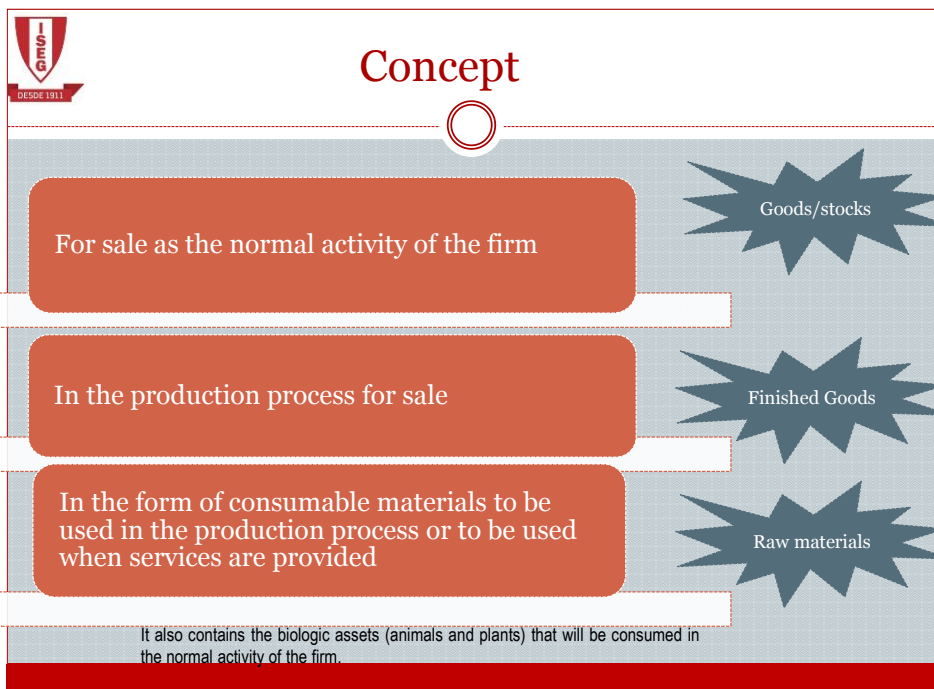 ISEG
DESDE 1911
Concept
For sale as the normal activity of the firm
Goods/stocks
In the production process for sale
Finished Goods
In the form of consumable materials to be
used in the production process or to be used
when services are provided
Raw materials
It also contains the biologic assets (animals and plants) that will be consumed in
the normal activity of the firm.